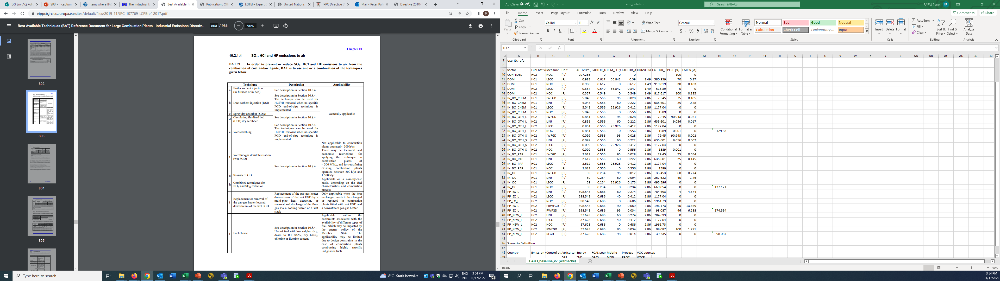 DG Env AQ Poli
SR3 - Inception
Items where IIAS
The Industrial E
Best Available T
Publications Of
EGTEI – Expert G
United Nations
IPPC Directive D
Mail - Peter Raf
Directive 2010/
eippcb.jrc.ec.europa.eu/sites/default/files/2019-11/JRC_107769_LCPBref_2017.pdf
Best Available Techniques (BAT) Reference Document for Large Combustion Plants - Industrial Emissions Directiv...
803 / 986
90%
802
803
804
805
Chapter 10
10.2.1.4 SOX, HCl and HF emissions to air
BAT 21. In order to prevent or reduce SOX, HCl and HF emissions to air from the
combustion of coal and/or lignite, BAT is to use one or a combination of the techniques
given below.
Technique Description Applicability
a Boiler sorbent injection (in-furnace or in-bed) See description in Section 10.8.4
Generally applicable
b Duct sorbent injection (DSI) See description in Section 10.8.4. The technique can be used for HCl/HF removal when no specific FGD end-of-pipe technique is implemented
c Spray dry absorber (SDA)
d Circulating fluidised bed (CFB) dry scrubber
See description in Section 10.8.4
e Wet scrubbing See description in Section 10.8.4. The techniques can be used for HCl/HF removal when no specific FGD end-of-pipe technique is implemented
f Wet flue-gas desulphurisation (wet FGD)
See description in Section 10.8.4
Not applicable to combustion plants operated < 500 h/yr.
There may be technical and economic restrictions for applying the technique to combustion plants of < 300 MWth, and for retrofitting existing combustion plants operated between 500 h/yr and 1 500 h/yr
g Seawater FGD
h Combined techniques for NOX and SOX reduction
Applicable on a case-by-case basis, depending on the fuel characteristics and combustion process
i Replacement or removal of the gas-gas heater located downstream of the wet FGD
Replacement of the gas-gas heater downstream of the wet FGD by a multi-pipe heat extractor, or removal and discharge of the flue-gas via a cooling tower or a wet stack
Only applicable when the heat exchanger needs to be changed or replaced in combustion plants fitted with wet FGD and a downstream gas-gas heater
j Fuel choice
See description in Section 10.8.4. Use of fuel with low sulphur (e.g. down to 0.1 wt-%, dry basis), chlorine or fluorine content
Applicable within the constraints associated with the availability of different types of fuel, which may be impacted by the energy policy of the Member State. The applicability may be limited due to design constraints in the case of combustion plants combusting highly specific indigenous fuels
Type here to search
8°C Stark bewölkt
ENG
INTL
3:54 PM
11/17/2022
21
AutoSave Off
emi_details
Search (Alt+Q)
RAFAJ Peter RP
File Home Insert Page Layout Formulas Data Review View Help
Comments Share
Paste
Cut
Copy
Format Painter
Clipboard
Calibri 11
B I U
Font
Wrap Text
Merge & Center
Alignment
General
$ % 9
Number
Conditional Formatting
Format as Table
Normal Bad Good Neutral
Calculation Check Cell Explanatory ... Input
Styles
Insert Delete Format
Cells
AutoSum
Fill
Clear
Sort & Filter
Find & Select
Editing
Analyze Data
Analysis
P37
fx
A B C D E F G H I J K L M N O P Q R S T U V W X Y Z AA AB AC AD AE AF
7 UserID: rafaj
8
9 Sector Fuel activ Measure Unit ACTIVITY [ FACTOR_U REM_EF [% FACTOR_A CONVERSI FACTOR_II PERC [%] EMISS [kt]
10 CON_LOSS HC2 NOC [PJ] 297.266 0 0 0 100 0
11 DOM HC1 LSCO [PJ] 0.988 0.617 36.842 0.39 1.49 580.939 70 0.27
12 DOM HC1 NOC [PJ] 0.988 0.617 0 0.617 1.49 919.819 30 0.183
13 DOM HC2 LSCO [PJ] 0.337 0.549 36.842 0.347 1.49 516.39 0 0
14 DOM HC2 NOC [PJ] 0.337 0.549 0 0.549 1.49 817.617 100 0.185
15 IN_BO_CHEM HC1 IWFGD [PJ] 5.048 0.556 95 0.028 2.86 79.45 75 0.105
16 IN_BO_CHEM HC1 LINJ [PJ] 5.048 0.556 60 0.222 2.86 635.601 25 0.28
17 IN_BO_CHEM HC1 LSCO [PJ] 5.048 0.556 25.926 0.412 2.86 1177.04 0 0
18 IN_BO_CHEM HC1 NOC [PJ] 5.048 0.556 0 0.556 2.86 1589 0 0
19 IN_BO_OTH_L HC2 IWFGD [PJ] 0.851 0.556 95 0.028 2.86 79.45 90.943 0.021
20 IN_BO_OTH_L HC2 LINJ [PJ] 0.851 0.556 60 0.222 2.86 635.601 9.056 0.017
21 IN_BO_OTH_L HC2 LSCO [PJ] 0.851 0.556 25.926 0.412 2.86 1177.04 0 0
22 IN_BO_OTH_L HC2 NOC [PJ] 0.851 0.556 0 0.556 2.86 1589 0.001 0 129.83
23 IN_BO_OTH_S HC2 IWFGD [PJ] 0.099 0.556 95 0.028 2.86 79.45 90.943 0.002
24 IN_BO_OTH_S HC2 LINJ [PJ] 0.099 0.556 60 0.222 2.86 635.601 9.056 0.002
25 IN_BO_OTH_S HC2 LSCO [PJ] 0.099 0.556 25.926 0.412 2.86 1177.04 0 0
26 IN_BO_OTH_S HC2 NOC [PJ] 0.099 0.556 0 0.556 2.86 1589 0.001 0
27 IN_BO_PAP HC1 IWFGD [PJ] 2.612 0.556 95 0.028 2.86 79.45 75 0.054
28 IN_BO_PAP HC1 LINJ [PJ] 2.612 0.556 60 0.222 2.86 635.601 25 0.145
29 IN_BO_PAP HC1 LSCO [PJ] 2.612 0.556 25.926 0.412 2.86 1177.04 0 0
30 IN_BO_PAP HC1 NOC [PJ] 2.612 0.556 0 0.556 2.86 1589 0 0
31 IN_OC HC1 IWFGD [PJ] 39 0.234 95 0.012 2.86 33.453 60 0.274
32 IN_OC HC1 LINJ [PJ] 39 0.234 60 0.094 2.86 267.622 40 1.46
33 IN_OC HC1 LSCO [PJ] 39 0.234 25.926 0.173 2.86 495.596 0 0
34 IN_OC HC1 NOC [PJ] 39 0.234 0 0.234 2.86 669.054 0 0 127.121
35 PP_EX_L HC2 LINJ [PJ] 398.548 0.686 60 0.274 2.86 784.693 4 4.374
36 PP_EX_L HC2 LSCO [PJ] 398.548 0.686 40 0.412 2.86 1177.04 0 0
37 PP_EX_L HC2 NOC [PJ] 398.548 0.686 0 0.686 2.86 1961.73 0 0
38 PP_EX_L HC2 PRWFGD [PJ] 398.548 0.686 90 0.069 2.86 196.173 50 13.669
39 PP_EX_L HC2 PWFGD [PJ] 398.548 0.686 95 0.034 2.86 98.087 46 6.288 174.594
40 PP_NEW_L HC2 LINJ [PJ] 37.628 0.686 60 0.274 2.86 784.693 0 0
41 PP_NEW_L HC2 LSCO [PJ] 37.628 0.686 40 0.412 2.86 1177.04 0 0
42 PP_NEW_L HC2 NOC [PJ] 37.628 0.686 0 0.686 2.86 1961.73 0 0
43 PP_NEW_L HC2 PWFGD [PJ] 37.628 0.686 95 0.034 2.86 98.087 100 1.291
44 PP_NEW_L HC2 RFGD [PJ] 37.628 0.686 98 0.014 2.86 39.235 0 0 98.087
45
46 Scenario Definition
47
48 Country Emission Control st Agricultur Energy FGAS sour Mobile Process VOC sources
49 AGR ENE FGAS MOB PROC VOCP
CAO3_baseline_v2 (warnecke)
Ready
90%
Type here to search
3:54 PM
11/17/2022